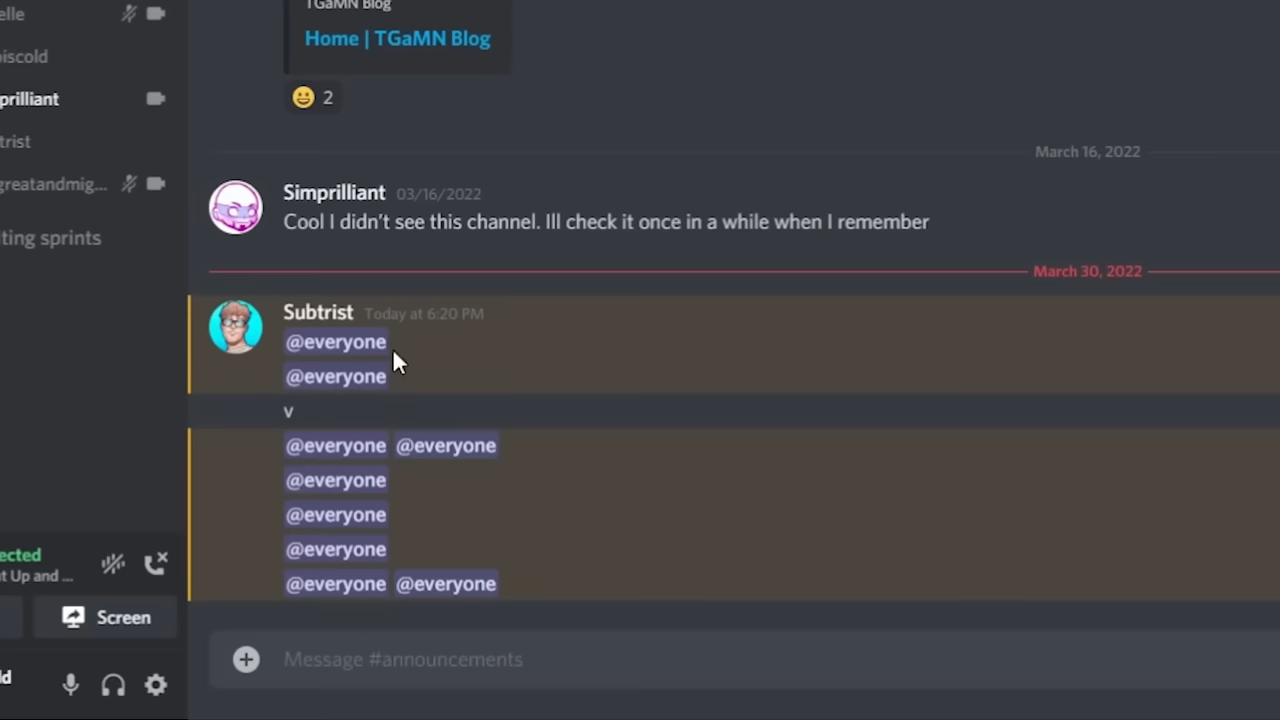 elle
TGaMN Blog
Home | TGaMN Blog
iscold
2
prilliant
trist
March 16, 2022
greatandmig...
Simprilliant 03/16/2022
Cool I didn't see this channel. Ill check it once in a while when I remember
ting sprints
March 30, 2022
Subtrist Today at 6:20 PM
@everyone
@everyone
v
@everyone @everyone
@everyone
@everyone
@everyone
@everyone @everyone
ected
t Up and ...
Screen
Message #announcements